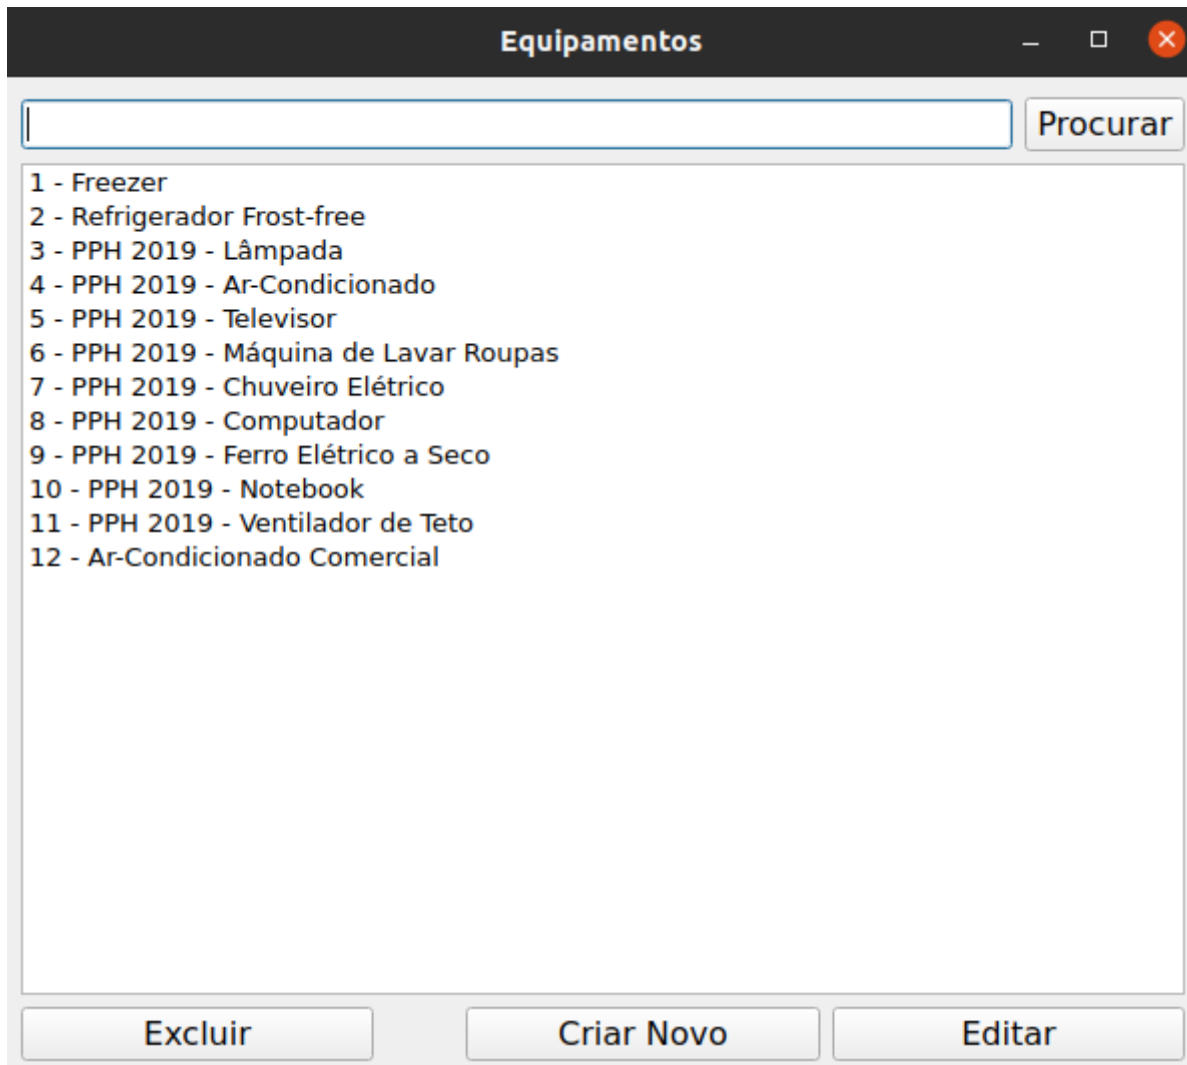 Equipamentos
Procurar
1 - Freezer
2 - Refrigerador Frost-free
3 - PPH 2019 - Lâmpada
4 - PPH 2019 - Ar-Condicionado
5 - PPH 2019 - Televisor
6 - PPH 2019 - Máquina de Lavar Roupas
7 - PPH 2019 - Chuveiro Elétrico
8 - PPH 2019 - Computador
9 - PPH 2019 - Ferro Elétrico a Seco
10 - PPH 2019 - Notebook
11 - PPH 2019 - Ventilador de Teto
12 - Ar-Condicionado Comercial
Excluir Criar Novo Editar